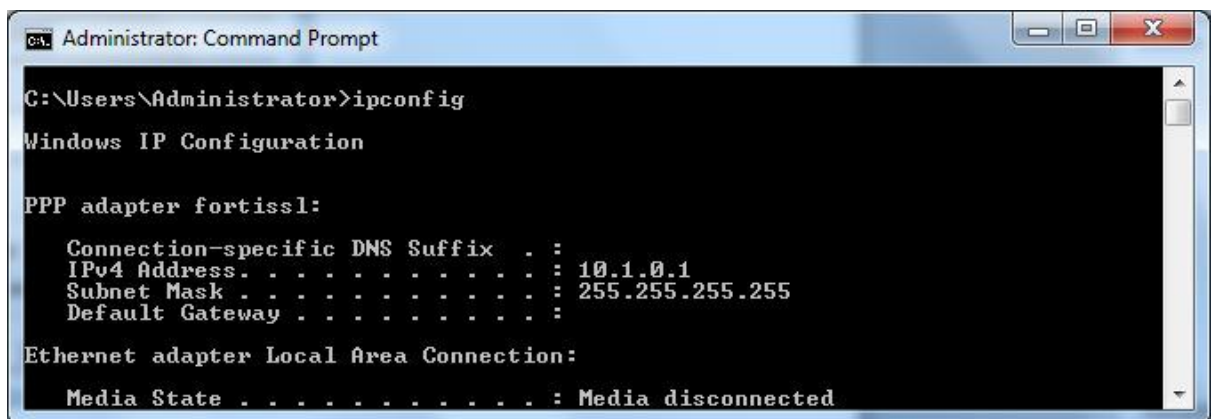 Administrator: Command Prompt
C:\Users\Administrator>ipconfig
Windows IP Configuration
PPP adapter fortissl:
Connection-specific DNS Suffix  . :
IPv4 Address. . . . . . . . . . . : 10.1.0.1
Subnet Mask . . . . . . . . . . . : 255.255.255.255
Default Gateway . . . . . . . . . :
Ethernet adapter Local Area Connection:
Media State . . . . . . . . . . . : Media disconnected